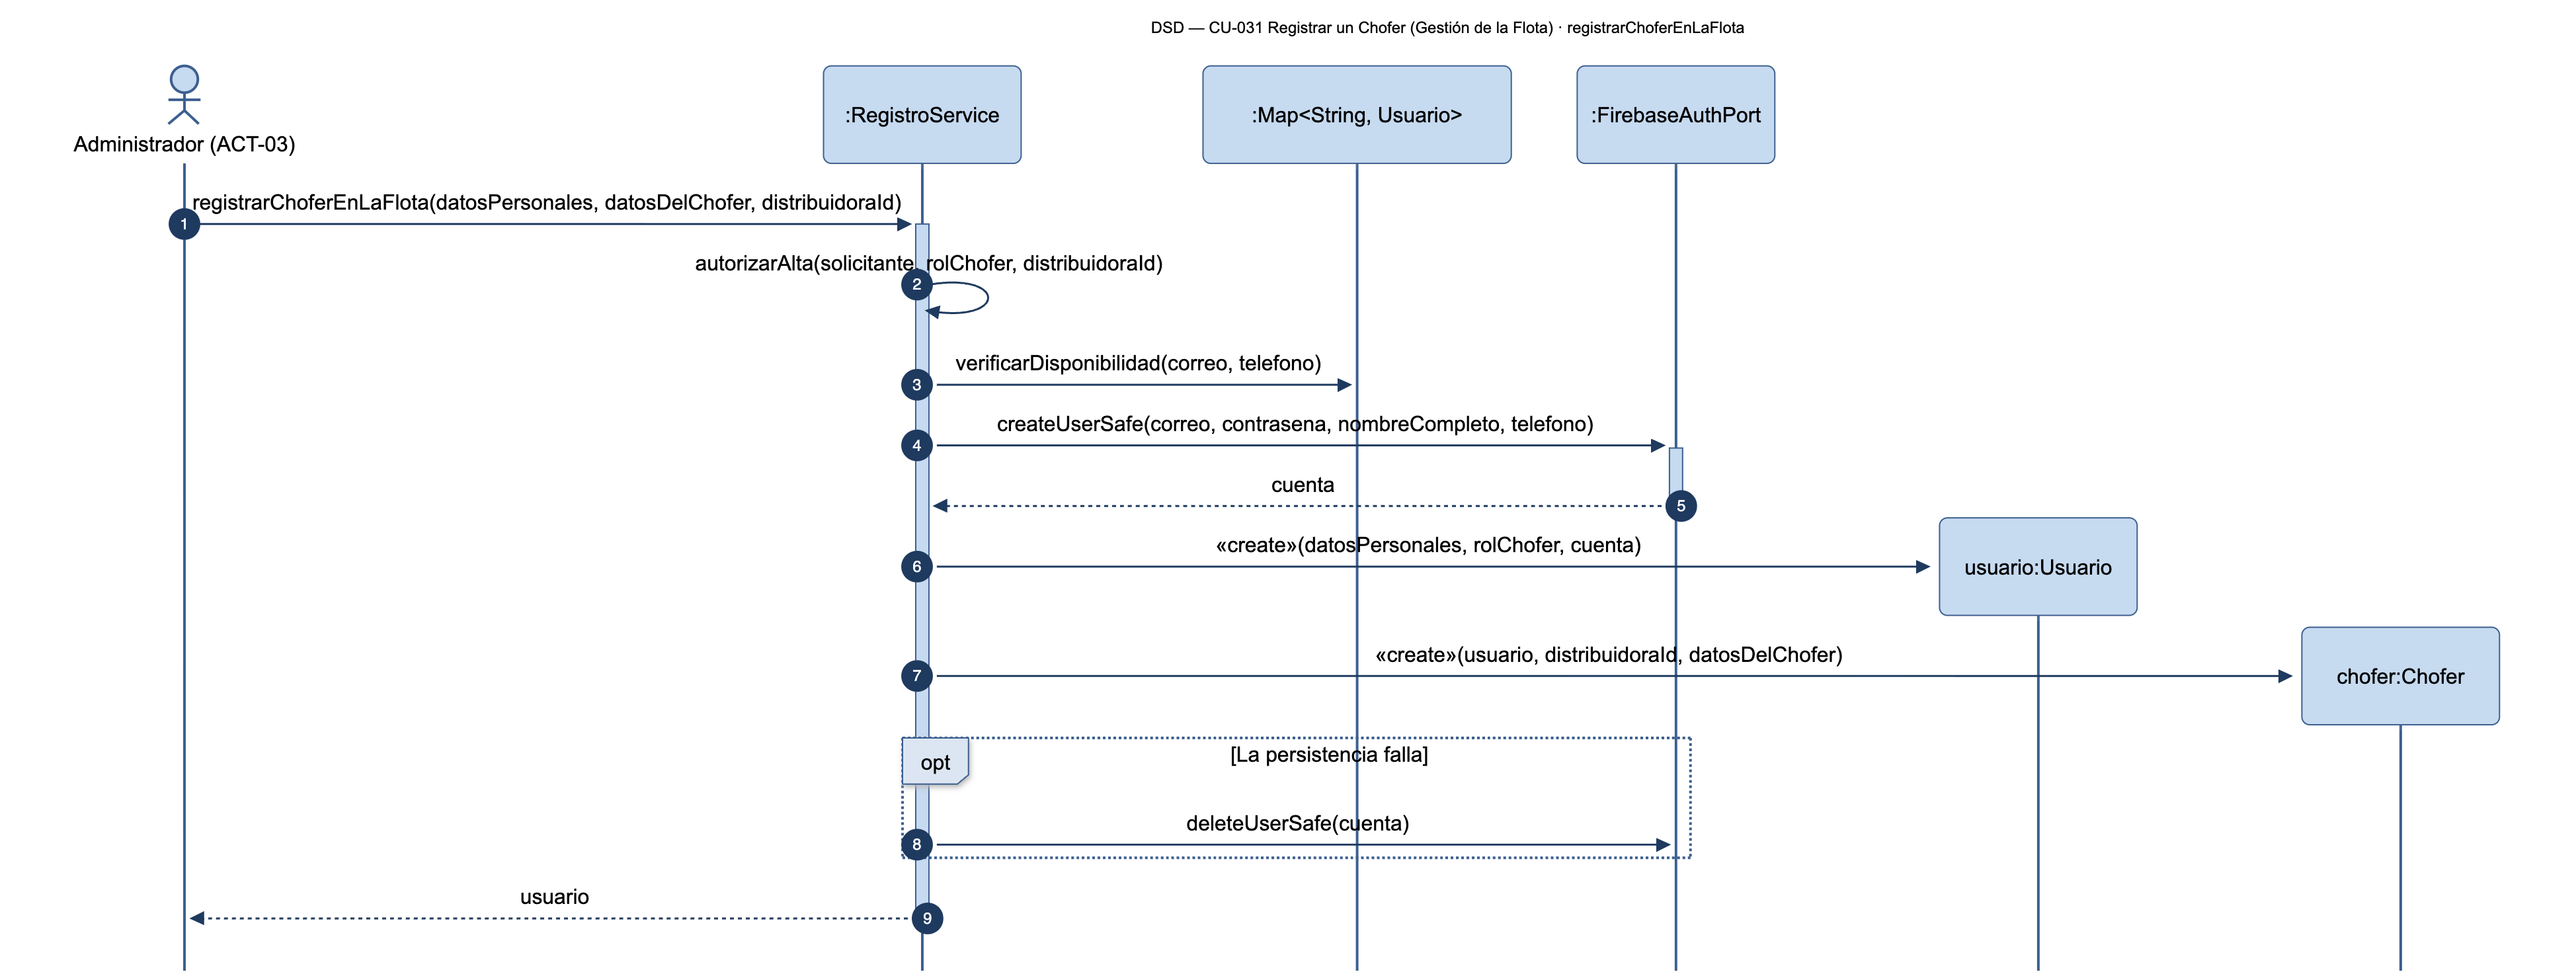 DSD — CU-031 Registrar un Chofer (Gestión de la Flota) · registrarChoferEnLaFlota
Administrador (ACT-03)
:RegistroService
:Map<String, Usuario>
:FirebaseAuthPort
registrarChoferEnLaFlota(datosPersonales, datosDelChofer, distribuidoraId)
1
autorizarAlta(solicitante, rolChofer, distribuidoraId)
2
verificarDisponibilidad(correo, telefono)
3
createUserSafe(correo, contrasena, nombreCompleto, telefono)
4
cuenta
5
«create»(datosPersonales, rolChofer, cuenta)
6
usuario:Usuario
«create»(usuario, distribuidoraId, datosDelChofer)
7
chofer:Chofer
opt
[La persistencia falla]
deleteUserSafe(cuenta)
8
usuario
9